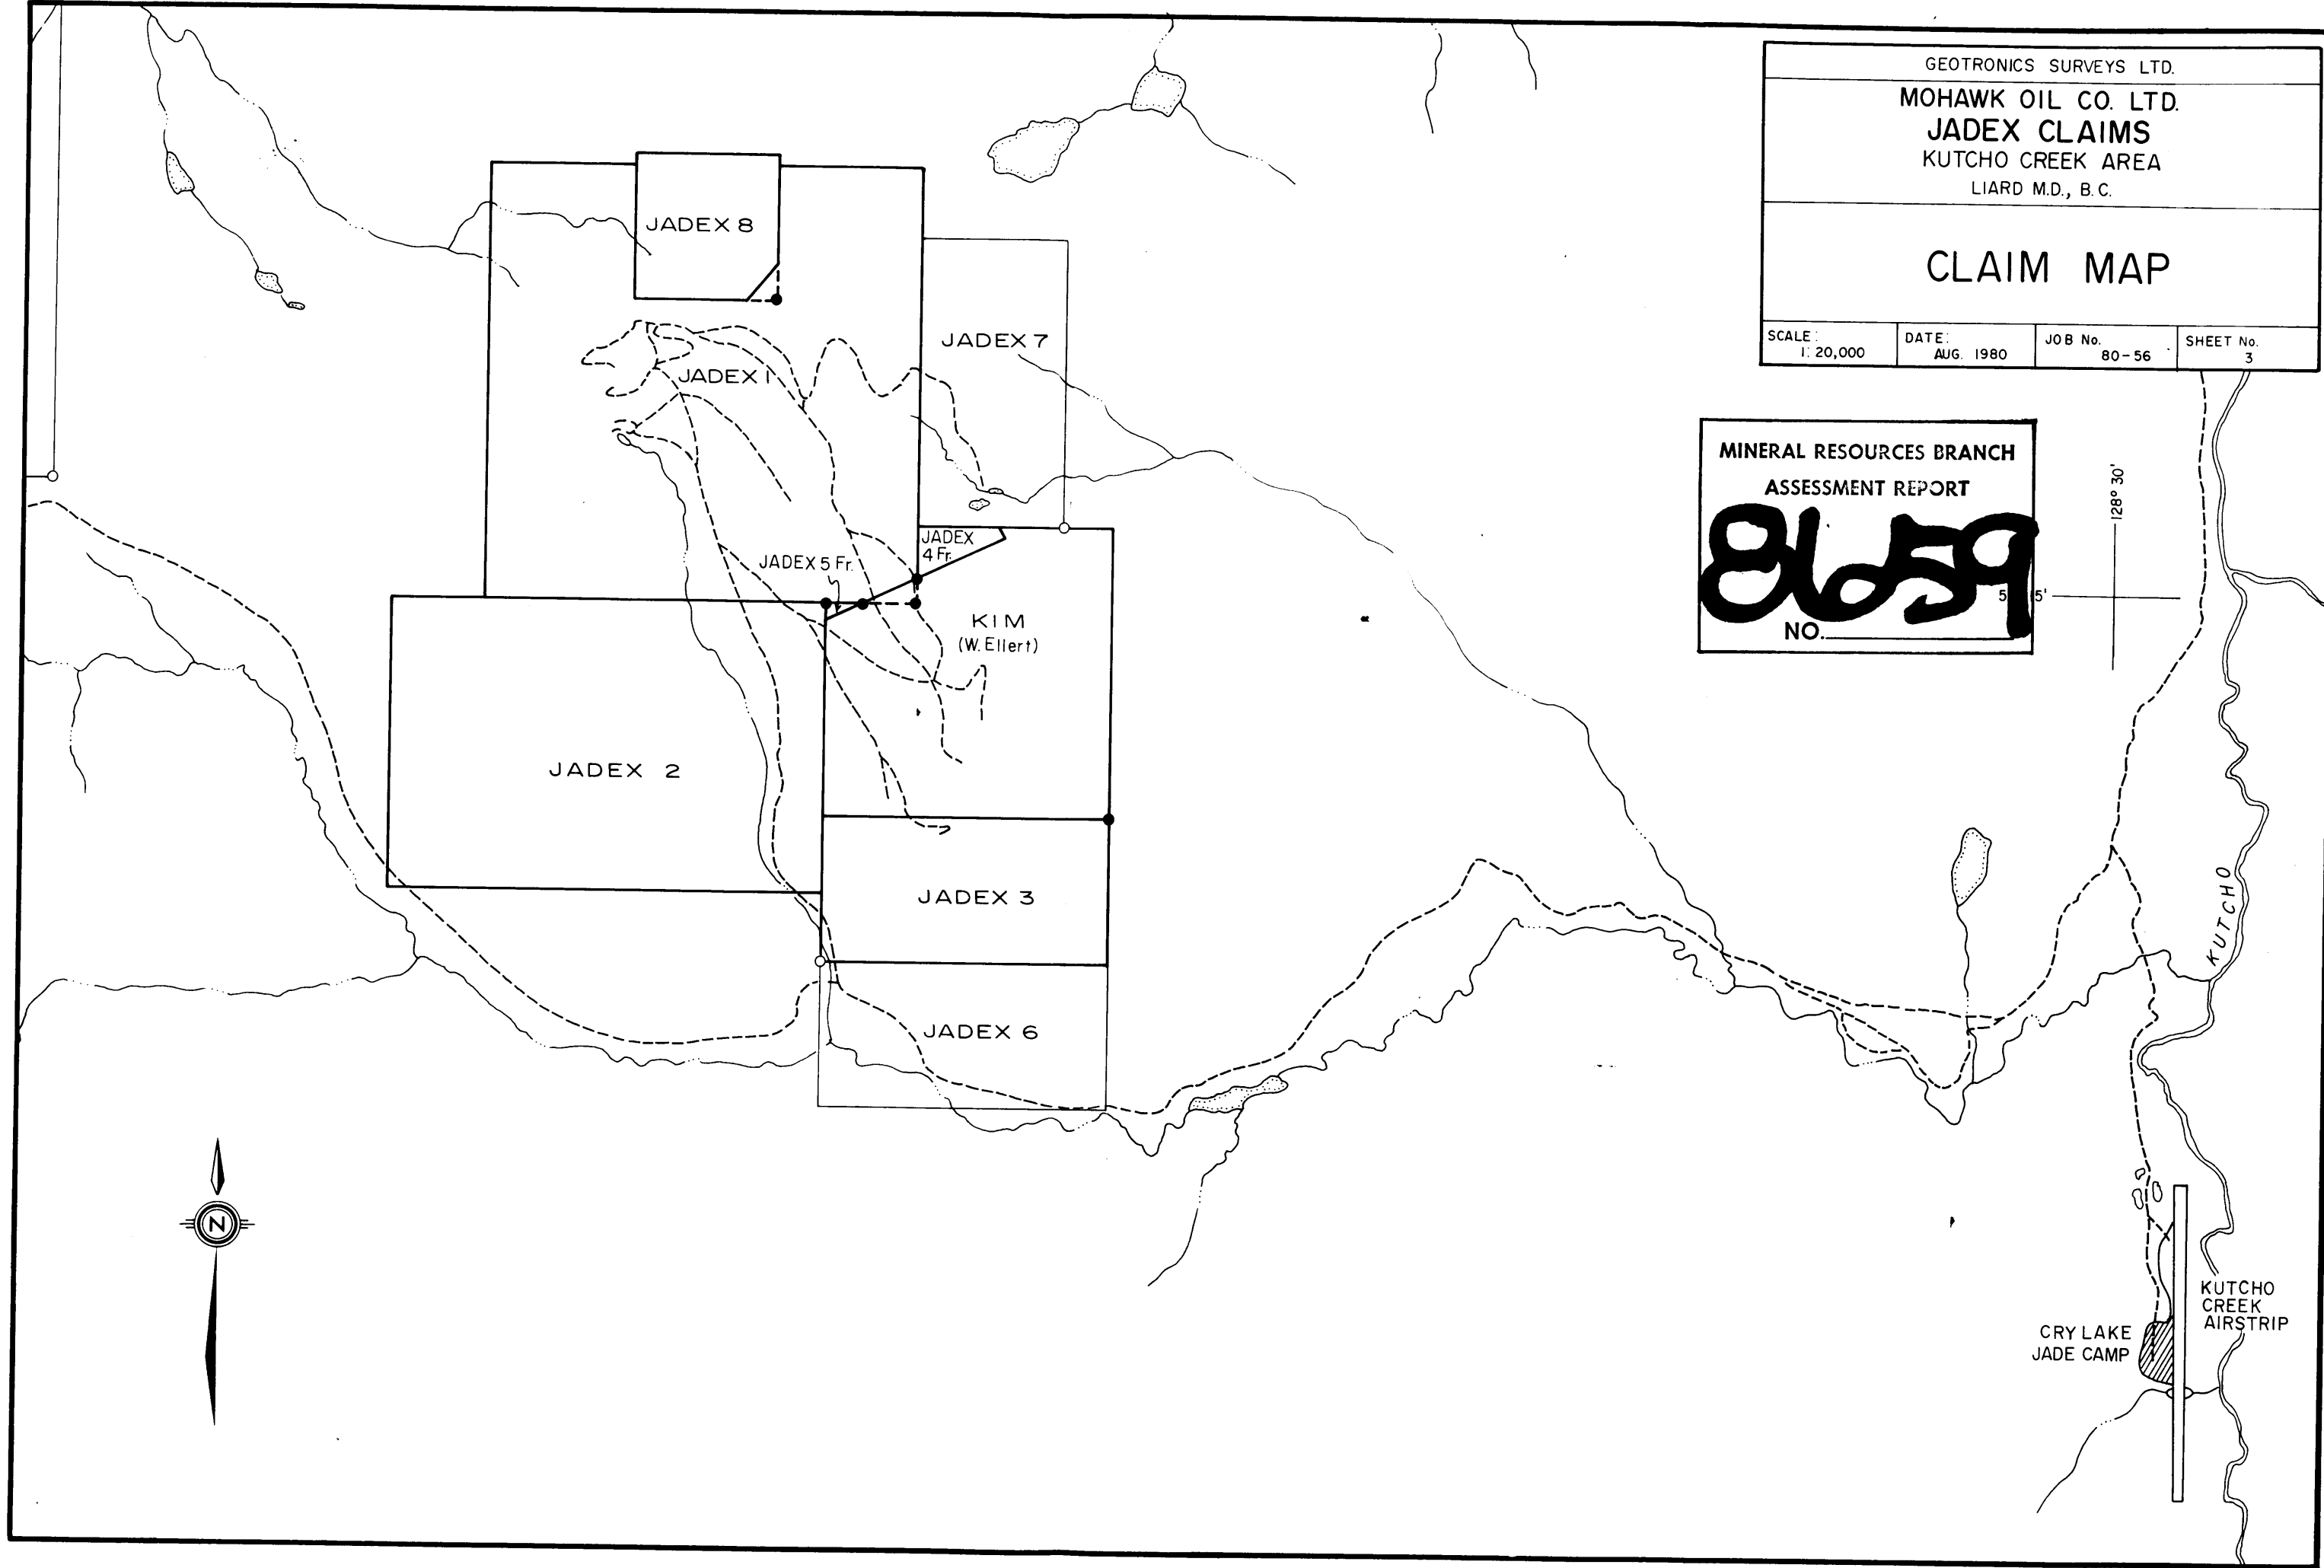 GEOTRONICS SURVEYS LTD.
MOHAWK OIL CO. LTD.
JADEX CLAIMS
KUTCHO CREEK AREA
LIARD M.D., B.C.
CLAIM MAP
SCALE: 1:20,000
DATE: AUG. 1980
JOB No. 80-56
SHEET No. 3
MINERAL RESOURCES BRANCH
ASSESSMENT REPORT
8659
NO.
128° 30'
JADEX 8
JADEX 7
JADEX 1
JADEX
4 Fr.
JADEX 5 Fr.
KIM
(W. Ellert)
JADEX 2
JADEX 3
JADEX 6
KUTCHO
N
KUTCHO
CREEK
AIRSTRIP
CRY LAKE
JADE CAMP